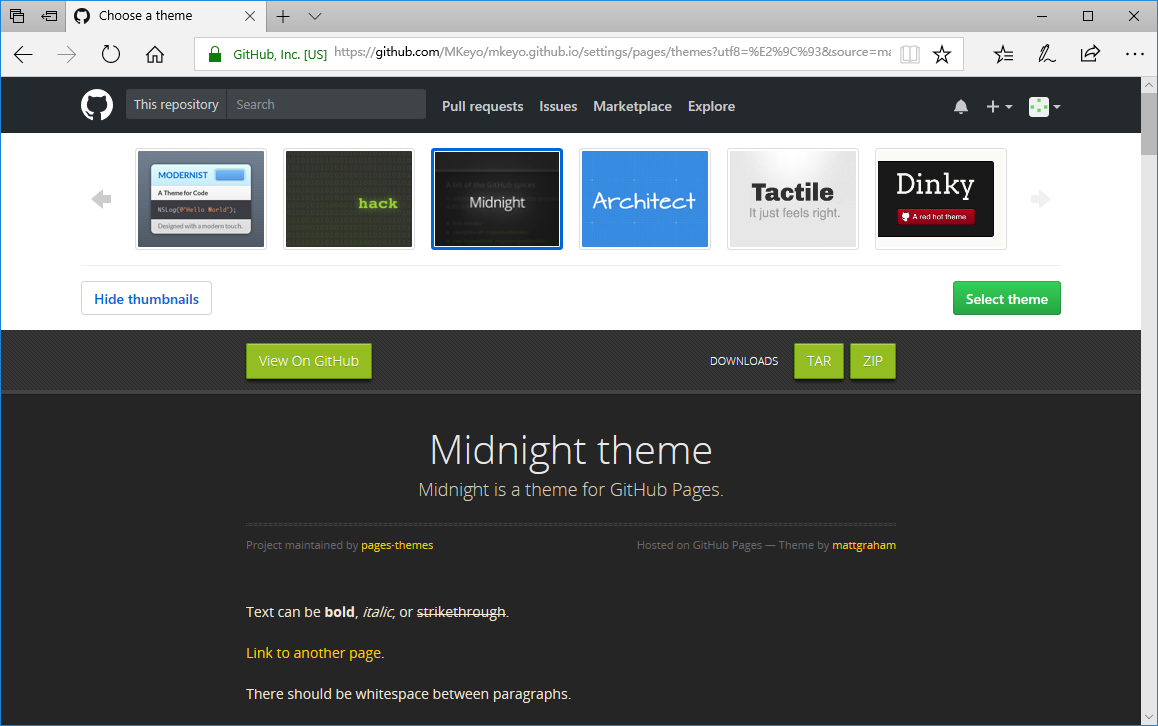 Choose a theme
GitHub, Inc. [US] https://github.com/MKeyo/mkeyo.github.io/settings/pages/themes?utf8=%E2%9C%93&source=ma
This repository Search Pull requests Issues Marketplace Explore
MODERNIST
A Theme for Code
NSLog(@"Hello World");
Designed with a modern touch.
hack
Midnight
Architect
Tactile
It just feels right.
Dinky
A red hot theme
Hide thumbnails Select theme
View On GitHub DOWNLOADS TAR ZIP
Midnight theme
Midnight is a theme for GitHub Pages.
Project maintained by pages-themes Hosted on GitHub Pages — Theme by mattgraham
Text can be bold, italic, or strikethrough.
Link to another page.
There should be whitespace between paragraphs.